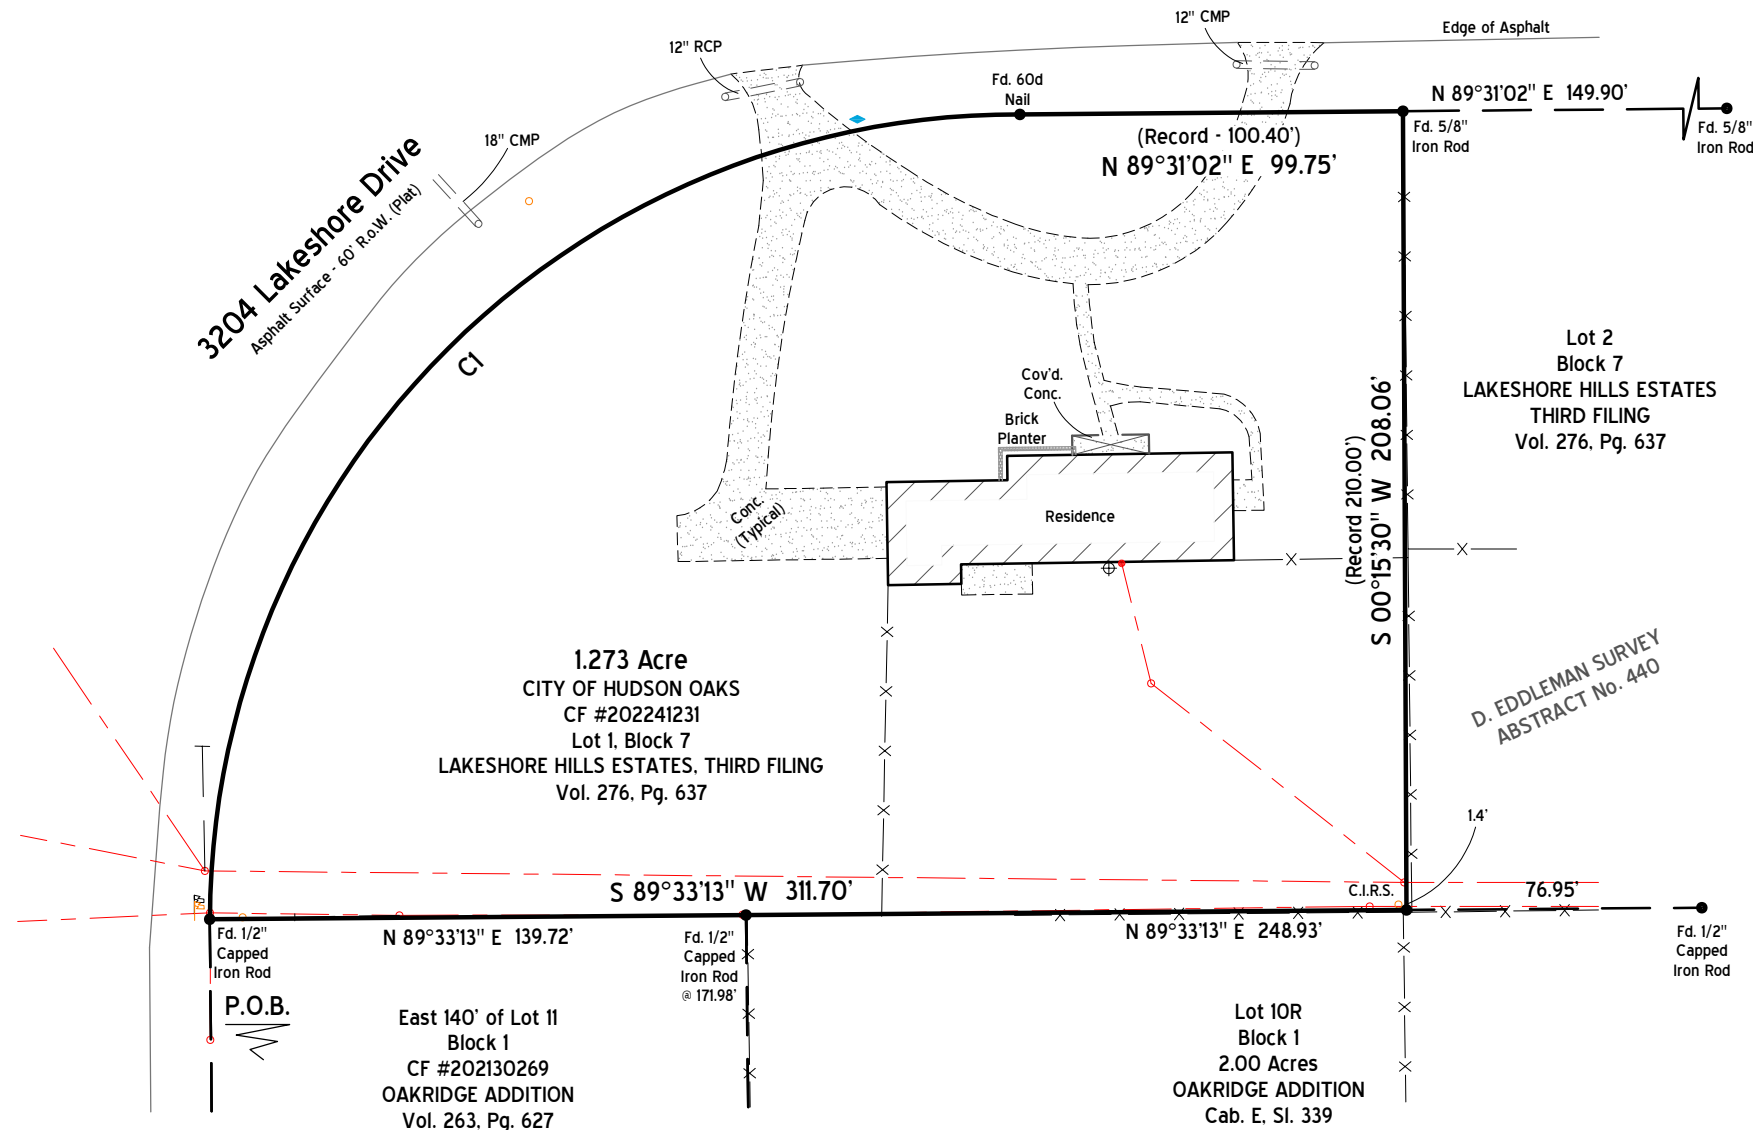 Edge of Asphalt
12" CMP
12" RCP
Fd. 60d
Nail
N 89°31'02" E 149.90'
Fd. 5/8"
Iron Rod
Fd. 5/8"
Iron Rod
(Record - 100.40')
N 89°31'02" E 99.75'
18" CMP
3204 Lakeshore Drive
Asphalt Surface - 60' R.o.W. (Plat)
C1
Lot 2
Block 7
LAKESHORE HILLS ESTATES
THIRD FILING
Vol. 276, Pg. 637
Cov'd.
Conc.
Brick
Planter
(Record 210.00')
S 00°15'30" W 208.06'
Conc.
(Typical)
Residence
1.273 Acre
CITY OF HUDSON OAKS
CF #202241231
Lot 1, Block 7
LAKESHORE HILLS ESTATES, THIRD FILING
Vol. 276, Pg. 637
D. EDDLEMAN SURVEY
ABSTRACT No. 440
1.4'
S 89°33'13" W 311.70'
C.I.R.S.
76.95'
Fd. 1/2"
Capped
Iron Rod
N 89°33'13" E 139.72'
Fd. 1/2"
Capped
Iron Rod
@ 171.98'
N 89°33'13" E 248.93'
Fd. 1/2"
Capped
Iron Rod
P.O.B.
East 140' of Lot 11
Block 1
CF #202130269
OAKRIDGE ADDITION
Vol. 263, Pg. 627
Lot 10R
Block 1
2.00 Acres
OAKRIDGE ADDITION
Cab. E, Sl. 339